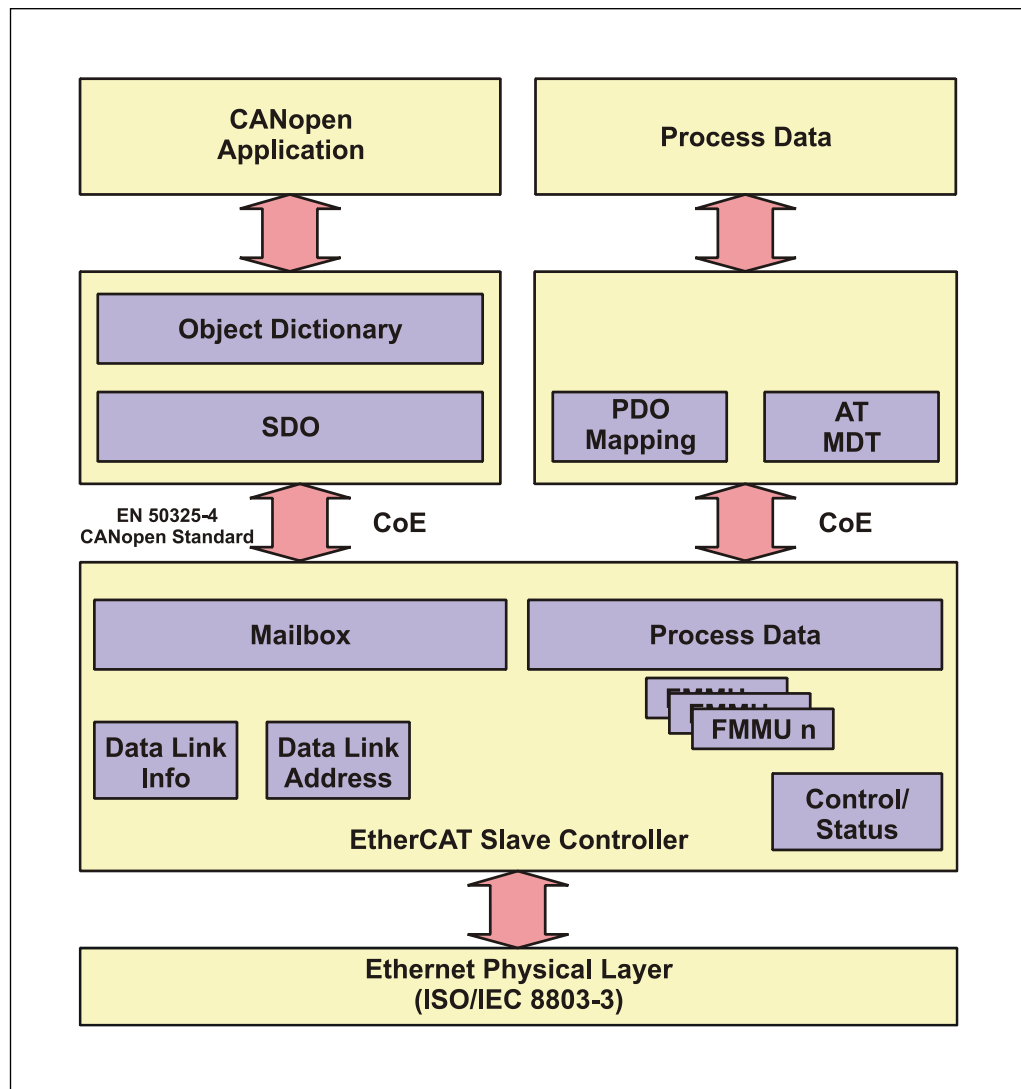 CANopen
Application
Process Data
Object Dictionary
SDO
PDO
Mapping
AT
MDT
EN 50325-4
CANopen Standard
CoE
CoE
Mailbox
Process Data
FMMU
FMMU
FMMU n
Data Link
Info
Data Link
Address
Control/
Status
EtherCAT Slave Controller
Ethernet Physical Layer
(ISO/IEC 8803-3)